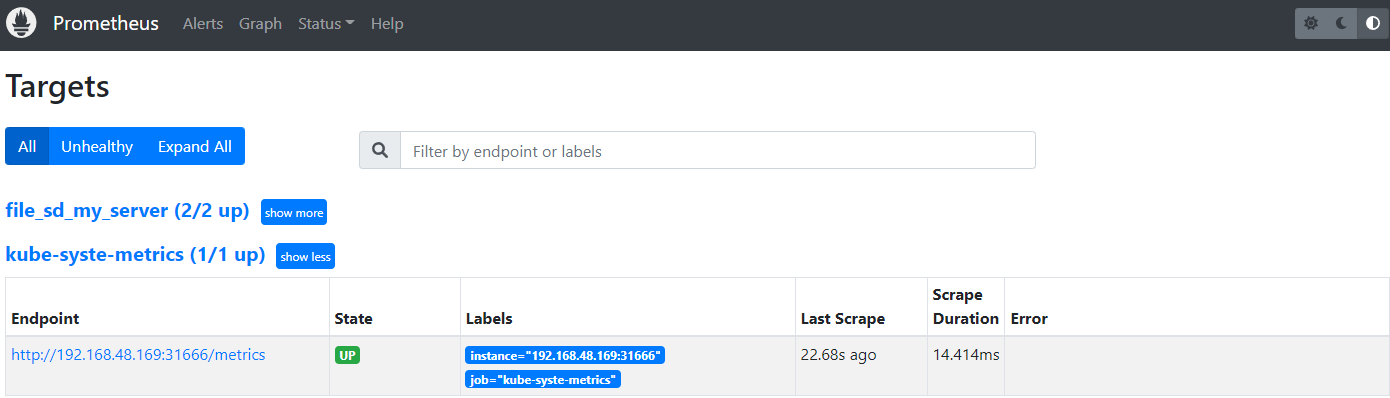 Prometheus Alerts Graph Status Help
Targets
All Unhealthy Expand All
Filter by endpoint or labels
file_sd_my_server (2/2 up) show more
kube-syste-metrics (1/1 up) show less
Endpoint State Labels Last Scrape Scrape Duration Error
http://192.168.48.169:31666/metrics UP instance="192.168.48.169:31666" 22.68s ago 14.414ms
job="kube-syste-metrics"